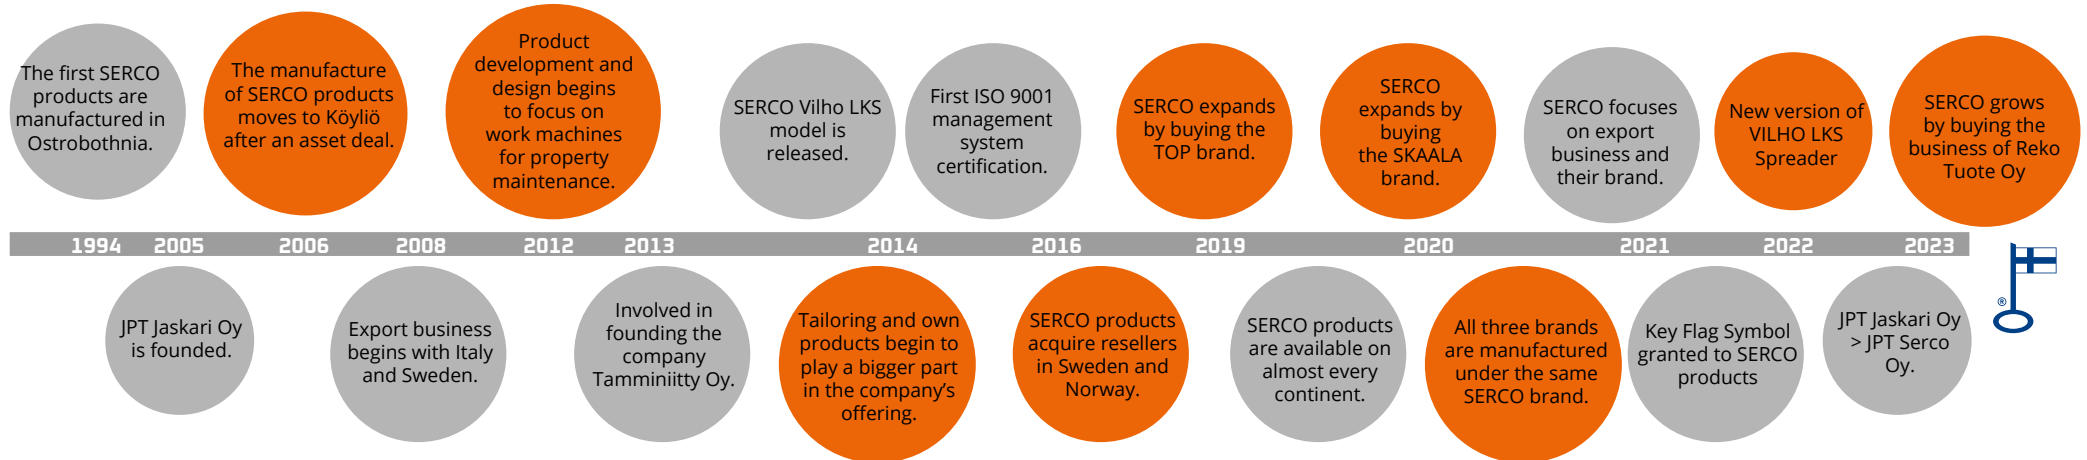 The first SERCO
products are
manufactured in
Ostrobothnia.
The manufacture
of SERCO products
moves to Köyliö
after an asset deal.
Product
development and
design begins
to focus on
work machines
for property
maintenance.
SERCO Vilho LKS
model is
released.
First ISO 9001
management
system
certification.
SERCO expands
by buying the
TOP brand.
SERCO
expands by
buying
the SKAALA
brand.
SERCO focuses
on export
business and
their brand.
New version of
VILHO LKS
Spreader
SERCO grows
by buying the
business of Reko
Tuote Oy
1994 2005 2006 2008 2012 2013 2014 2016 2019 2020 2021 2022 2023
JPT Jaskari Oy
is founded.
Export business
begins with Italy
and Sweden.
Involved in
founding the
company
Tamminiitty Oy.
Tailoring and own
products begin to
play a bigger part
in the company’s
offering.
SERCO products
acquire resellers
in Sweden and
Norway.
SERCO products
are available on
almost every
continent.
All three brands
are manufactured
under the same
SERCO brand.
Key Flag Symbol
granted to SERCO
products
JPT Jaskari Oy
> JPT Serco
Oy.
®